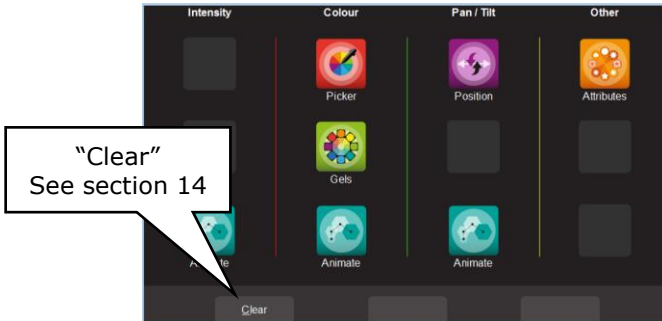 Intensity Colour Pan / Tilt Other
Picker Position Attributes
"Clear"
See section 14
Gels
Animate Animate Animate
Clear